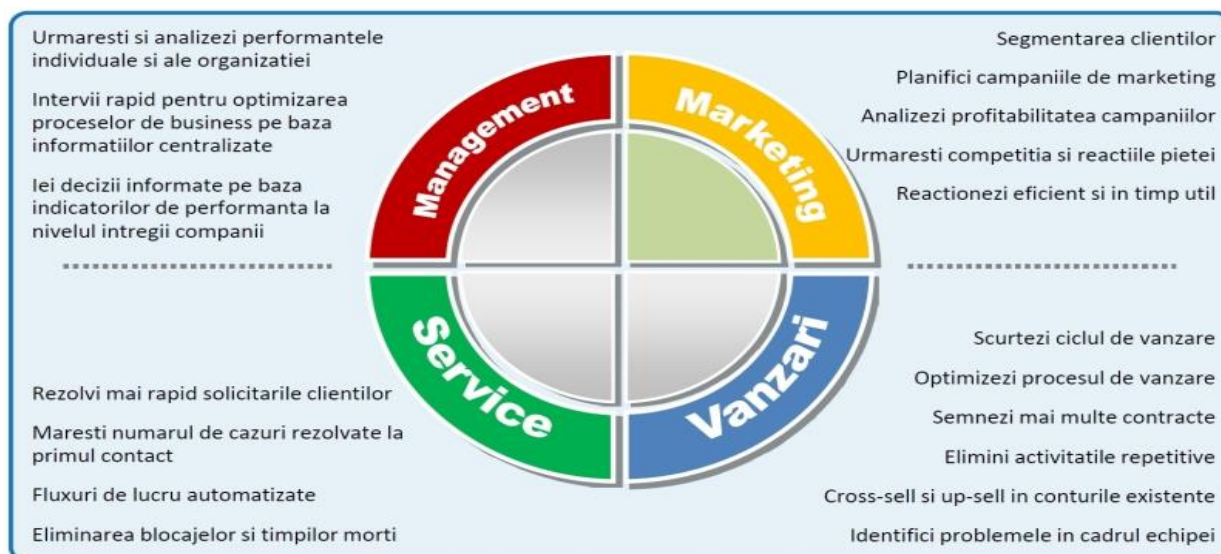 Urmaresti si analizezi performantele
individuale si ale organizatiei
Intervii rapid pentru optimizarea
proceselor de business pe baza
informatiilor centralizate
Iei decizii informate pe baza
indicatorilor de performanta la
nivelul intregii companii
Management
Marketing
Segmentarea clientilor
Planifici campaniile de marketing
Analizezi profitabilitatea campaniilor
Urmaresti competitia si reactiile pietei
Reactionezi eficient si in timp util
Rezolvi mai rapid solicitarile clientilor
Maresti numarul de cazuri rezolvate la
primul contact
Fluxuri de lucru automatizate
Eliminarea blocajelor si timpilor morti
Service
Vanzari
Scurtezi ciclul de vanzare
Optimizezi procesul de vanzare
Semnezi mai multe contracte
Elimini activitatile repetitive
Cross-sell si up-sell in conturile existente
Identifici problemele in cadrul echipei